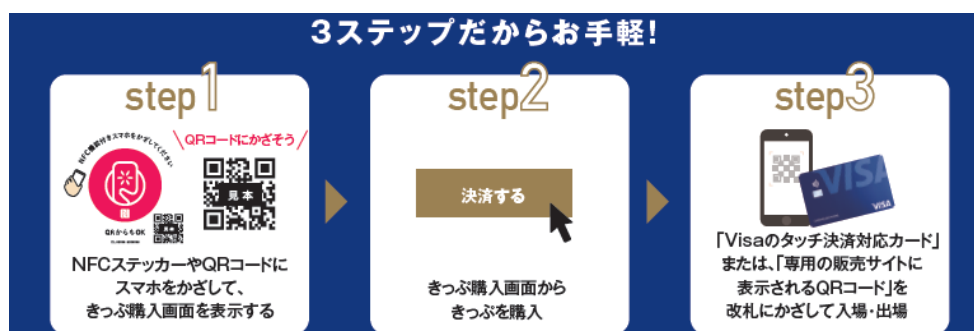 3ステップだからお手軽!
step1
NFC機能付きスマホをかざしてください
QRコードにかざそう
見本
QRからもOK
NFCステッカーやQRコードに
スマホをかざして、
きっぷ購入画面を表示する
step2
決済する
きっぷ購入画面から
きっぷを購入
step3
VISA
VISA
「Visaのタッチ決済対応カード」
または、「専用の販売サイトに
表示されるQRコード」を
改札にかざして入場・出場